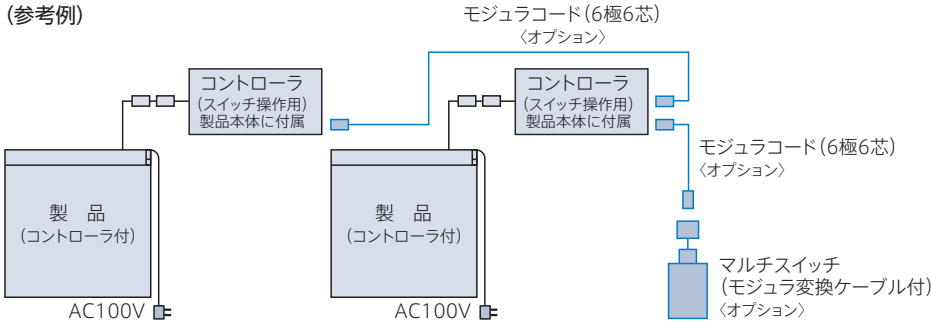 (参考例)
モジュラコード(6極6芯)
〈オプション〉
コントローラ
(スイッチ操作用)
製品本体に付属
コントローラ
(スイッチ操作用)
製品本体に付属
モジュラコード(6極6芯)
〈オプション〉
製 品
(コントローラ付)
製 品
(コントローラ付)
マルチスイッチ
(モジュラ変換ケーブル付)
〈オプション〉
AC100V
AC100V